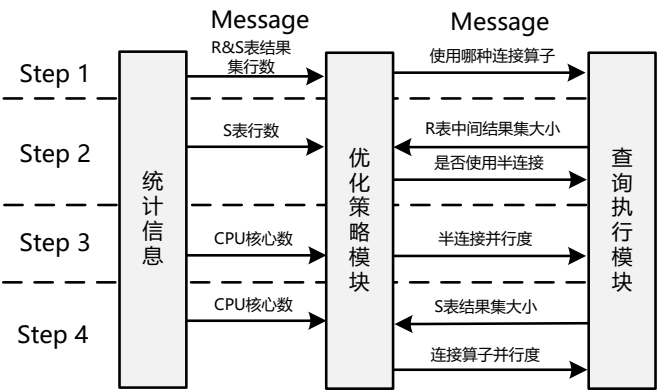 Message
Message
Step 1
R&S表结果
集行数
使用哪种连接算子
Step 2
S表行数
R表中间结果集大小
是否使用半连接
统计信息
优化策略模块
查询执行模块
Step 3
CPU核心数
半连接并行度
Step 4
CPU核心数
S表结果集大小
连接算子并行度